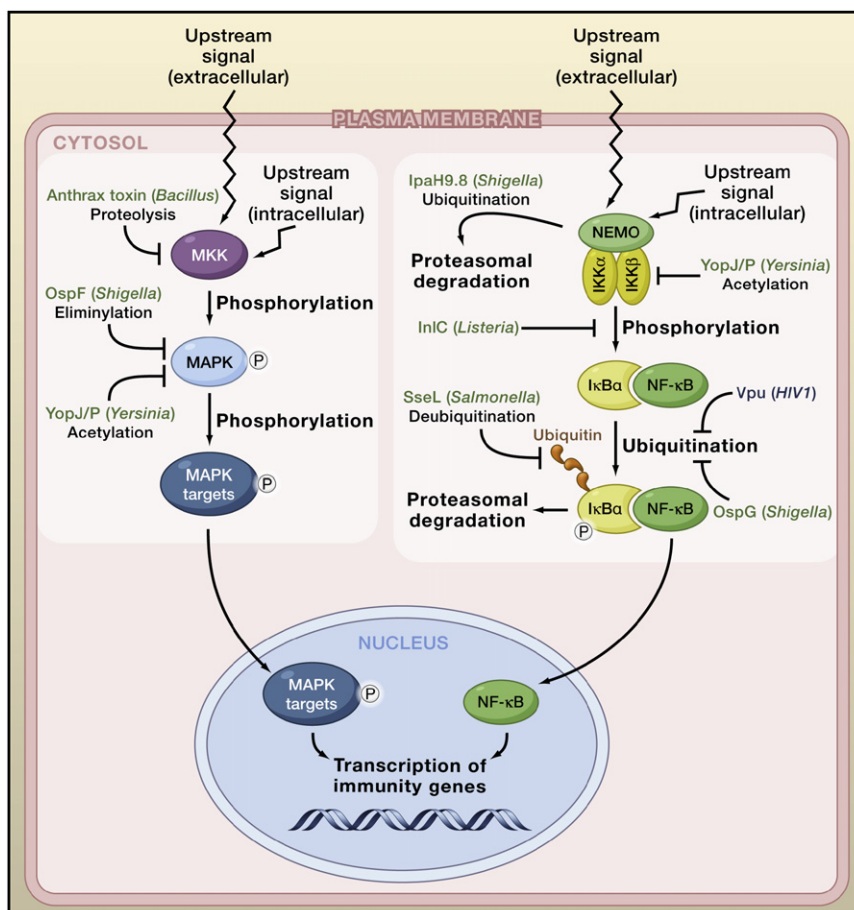 Upstream
signal
(extracellular)
Upstream
signal
(extracellular)
PLASMA MEMBRANE
CYTOSOL
Anthrax toxin (Bacillus)
Proteolysis
Upstream
signal
(intracellular)
MKK
OspF (Shigella)
Eliminylation
Phosphorylation
MAPK
P
YopJ/P (Yersinia)
Acetylation
Phosphorylation
MAPK
targets
P
IpaH9.8 (Shigella)
Ubiquitination
Upstream
signal
(intracellular)
NEMO
Proteasomal
degradation
IKKα
IKKβ
YopJ/P (Yersinia)
Acetylation
InlC (Listeria)
Phosphorylation
IκBα
NF-κB
Vpu (HIV1)
SseL (Salmonella)
Deubiquitination
Ubiquitin
Ubiquitination
Proteasomal
degradation
IκBα
NF-κB
P
OspG (Shigella)
NUCLEUS
MAPK
targets
P
NF-κB
Transcription of
immunity genes